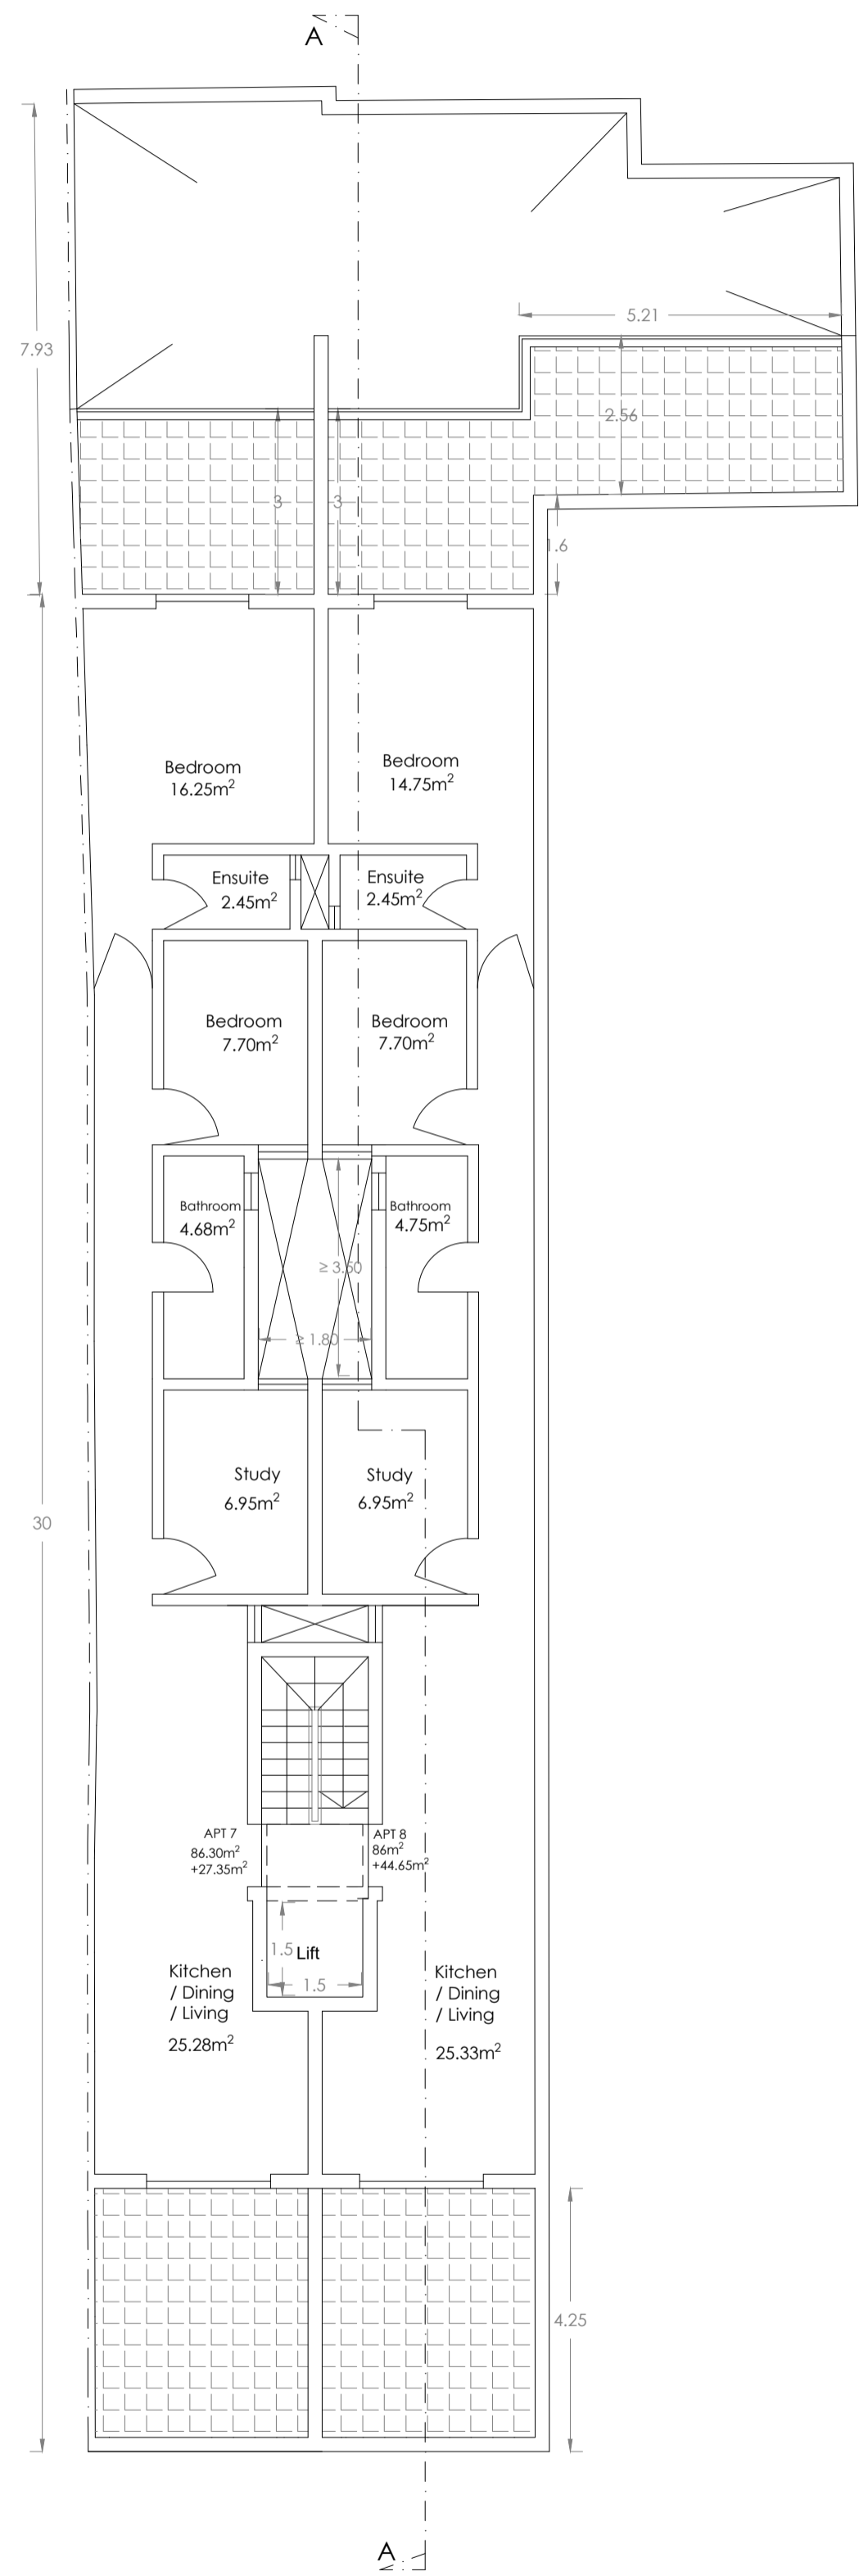 A
5.21
7.93
2.56
3
3
1.6
Bedroom
16.25m²
Bedroom
14.75m²
Ensuite
2.45m²
Ensuite
2.45m²
Bedroom
7.70m²
Bedroom
7.70m²
Bathroom
4.68m²
Bathroom
4.75m²
≥ 3.50
≥ 1.80
Study
6.95m²
Study
6.95m²
30
APT 7
86.30m²
+27.35m²
APT 8
86m²
+44.65m²
1.5
Lift
1.5
Kitchen
/ Dining
/ Living
25.28m²
Kitchen
/ Dining
/ Living
25.33m²
4.25
A